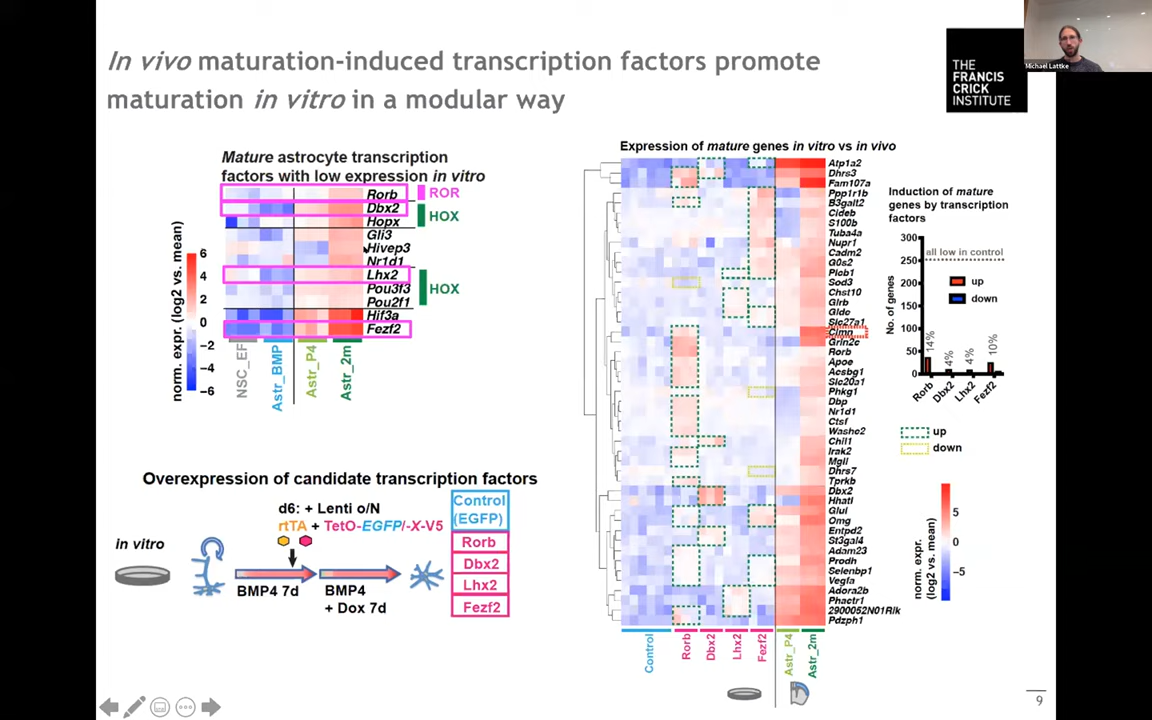 In vivo maturation-induced transcription factors promote
maturation in vitro in a modular way
THE
FRANCIS
CRICK
INSTITUTE
Michael Lattke
Mature astrocyte transcription
factors with low expression in vitro
norm. expr. (log2 vs. mean)
6
4
2
0
−2
−4
−6
Rorb
Dbx2
Hopx
Gli3
Hivep3
Nr1d1
Lhx2
Pou3f3
Pou2f1
Hif3a
Fezf2
ROR
HOX
HOX
NSC_EF
Astr_BMP
Astr_P4
Astr_2m
Overexpression of candidate transcription factors
in vitro
d6: + Lenti o/N
rtTA + TetO-EGFP/-X-V5
BMP4 7d
BMP4
+ Dox 7d
Control
(EGFP)
Rorb
Dbx2
Lhx2
Fezf2
Expression of mature genes in vitro vs in vivo
Atp1a2
Dhrs3
Fam107a
Ppp1r1b
B3galt2
Cideb
S100b
Tuba4a
Nupr1
Cadm2
G0s2
Plcb1
Sod3
Chst10
Glrb
Gldc
Slc27a1
Clmn
Grin2c
Rorb
Apoe
Acsbg1
Slc20a1
Phkg1
Dbp
Nr1d1
Ctsf
Washc2
Chil1
Irak2
Mgll
Dhrs7
Tprkb
Dbx2
Hhatl
Glul
Omg
Entpd2
St3gal4
Adam23
Prodh
Selenbp1
Vegfa
Adora2b
Phactr1
2900052N01Rik
Pdzph1
Control
Rorb
Dbx2
Lhx2
Fezf2
Astr_P4
Astr_2m
Induction of mature
genes by transcription
factors
No. of genes
300
250
200
150
100
50
0
all low in control
up
down
14%
4%
4%
10%
Rorb
Dbx2
Lhx2
Fezf2
up
down
norm. expr.
(log2 vs. mean)
5
0
−5
9